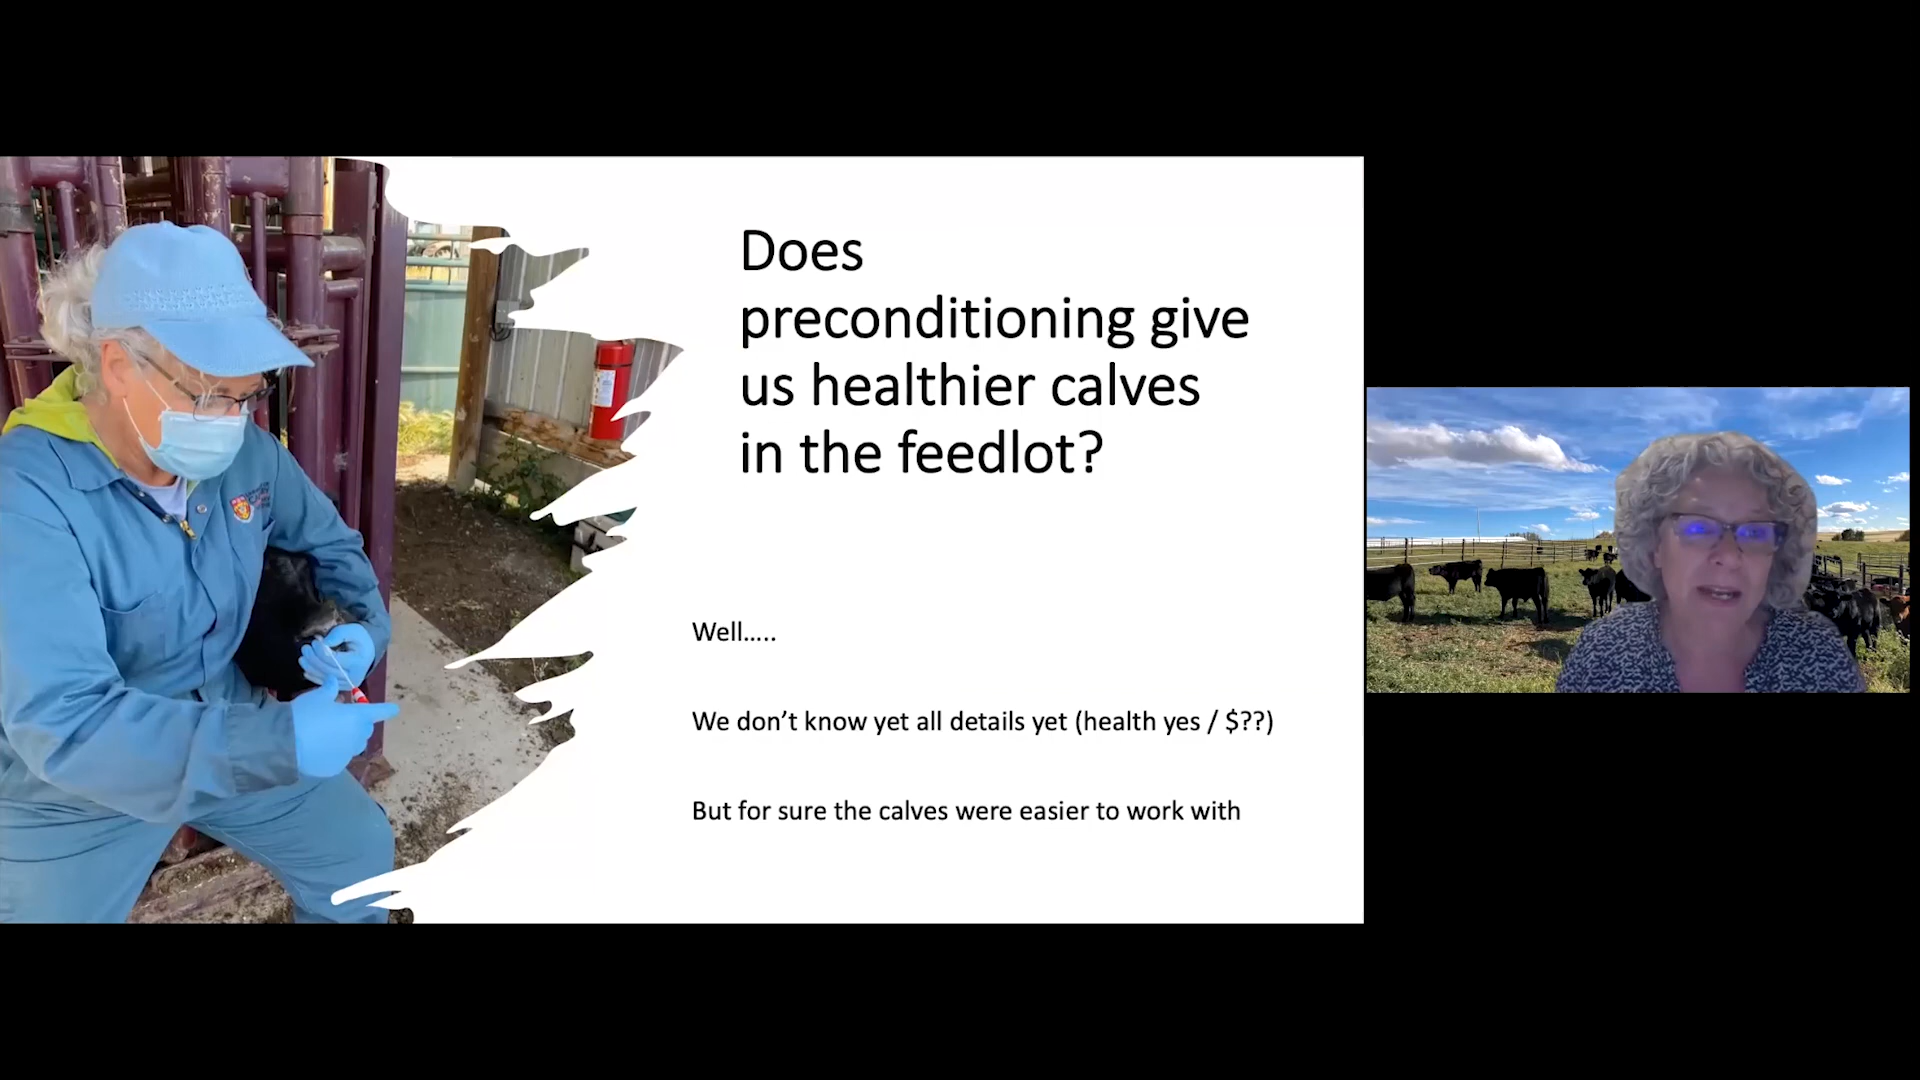 Does
preconditioning give
us healthier calves
in the feedlot?
Well…..
We don’t know yet all details yet (health yes / $??)
But for sure the calves were easier to work with